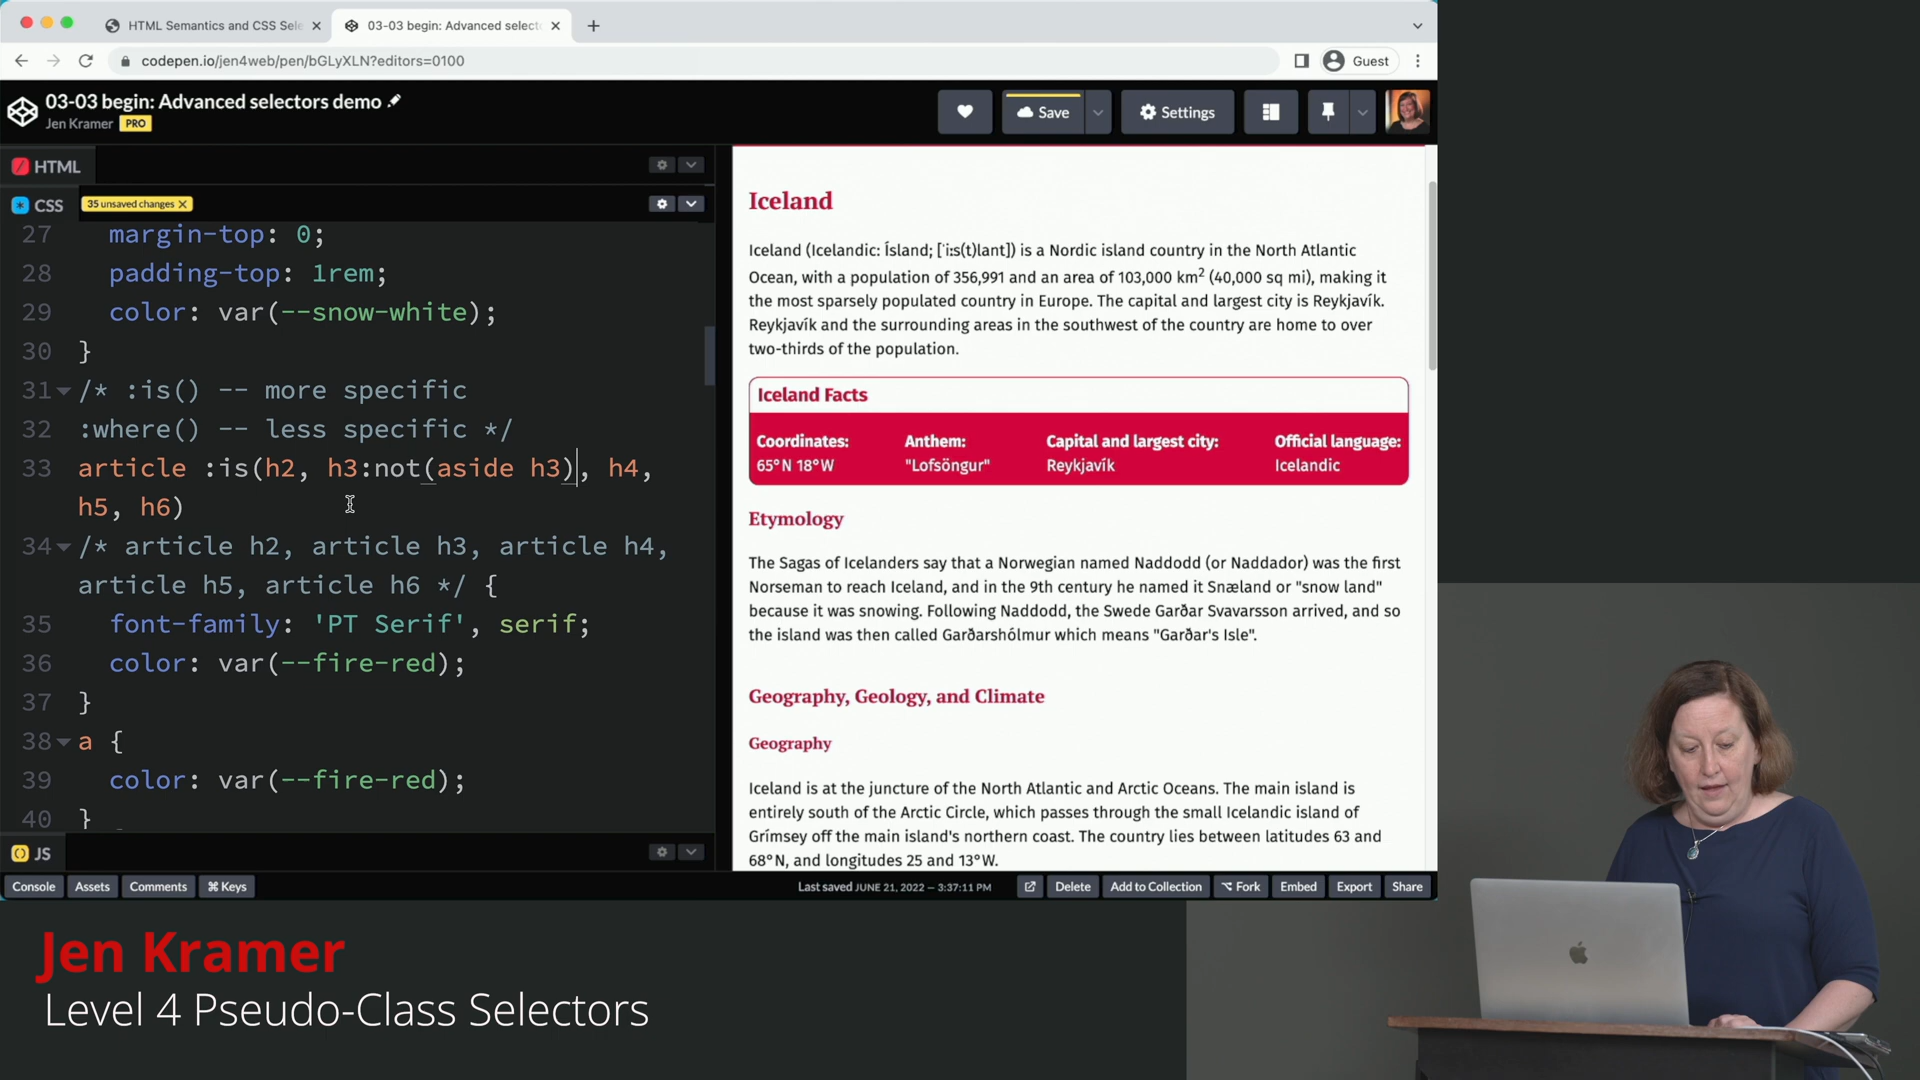 HTML Semantics and CSS Sele
03-03 begin: Advanced select
codepen.io/jen4web/pen/bGLyXLN?editors=0100
Guest
03-03 begin: Advanced selectors demo
Jen Kramer PRO
Save
Settings
HTML
CSS
35 unsaved changes
27 margin-top: 0;
28 padding-top: 1rem;
29 color: var(--snow-white);
30 }
31 /* :is() -- more specific
32 :where() -- less specific */
33 article :is(h2, h3:not(aside h3), h4,
h5, h6)
34 /* article h2, article h3, article h4,
article h5, article h6 */ {
35 font-family: 'PT Serif', serif;
36 color: var(--fire-red);
37 }
38 a {
39 color: var(--fire-red);
40 }
JS
Iceland
Iceland (Icelandic: Ísland; [ˈiːs(t)lant]) is a Nordic island country in the North Atlantic
Ocean, with a population of 356,991 and an area of 103,000 km2 (40,000 sq mi), making it
the most sparsely populated country in Europe. The capital and largest city is Reykjavík.
Reykjavík and the surrounding areas in the southwest of the country are home to over
two-thirds of the population.
Iceland Facts
Coordinates: Anthem: Capital and largest city: Official language:
65°N 18°W "Lofsöngur" Reykjavík Icelandic
Etymology
The Sagas of Icelanders say that a Norwegian named Naddodd (or Naddador) was the first
Norseman to reach Iceland, and in the 9th century he named it Snæland or "snow land"
because it was snowing. Following Naddodd, the Swede Garðar Svavarsson arrived, and so
the island was then called Garðarshólmur which means "Garðar's Isle".
Geography, Geology, and Climate
Geography
Iceland is at the juncture of the North Atlantic and Arctic Oceans. The main island is
entirely south of the Arctic Circle, which passes through the small Icelandic island of
Grímsey off the main island's northern coast. The country lies between latitudes 63 and
68°N, and longitudes 25 and 13°W.
Console Assets Comments ⌘ Keys
Last saved JUNE 21, 2022 — 3:37:11 PM
Delete Add to Collection Fork Embed Export Share
Jen Kramer
Level 4 Pseudo-Class Selectors